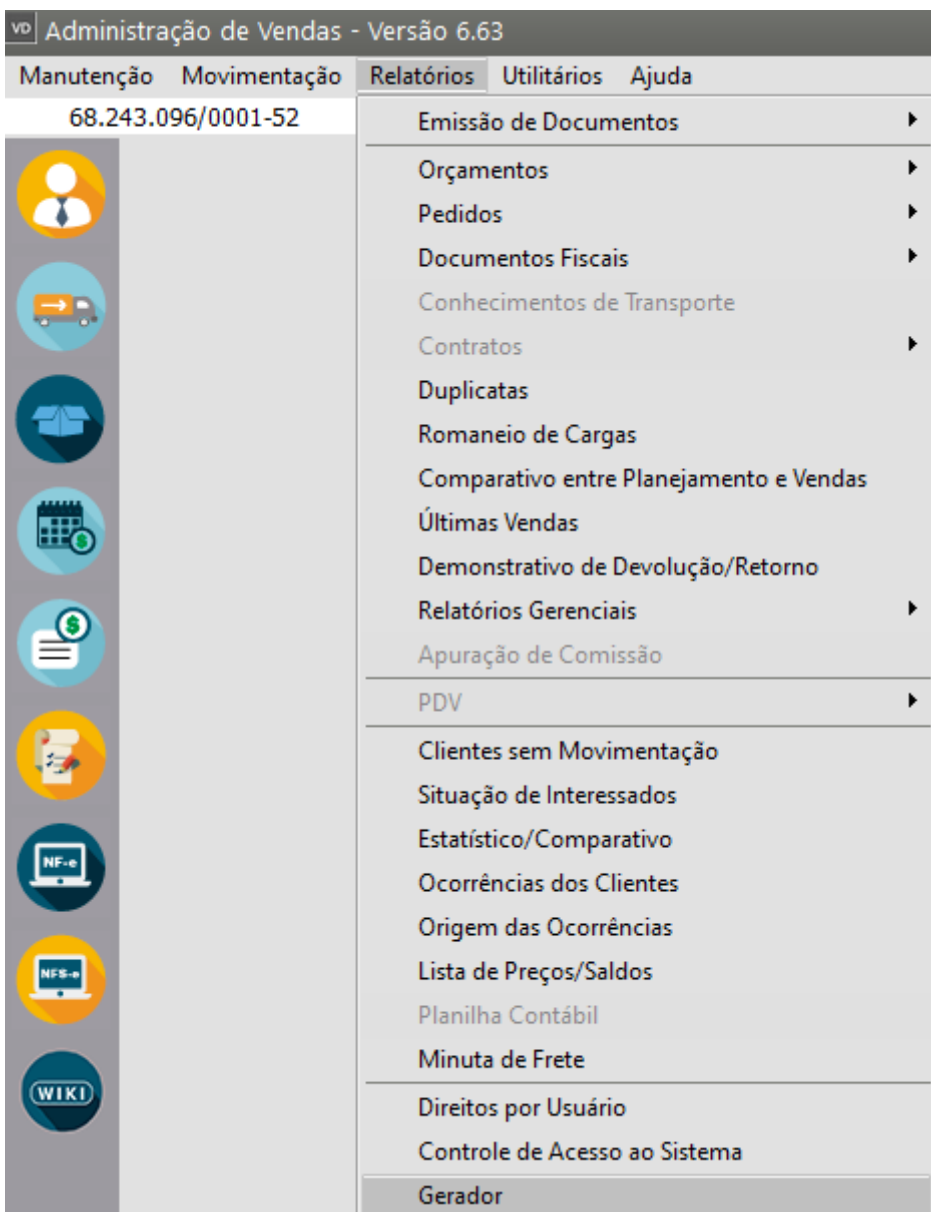 VD Administração de Vendas - Versão 6.63
Manutenção Movimentação Relatórios Utilitários Ajuda
68.243.096/0001-52
Emissão de Documentos
Orçamentos
Pedidos
Documentos Fiscais
Conhecimentos de Transporte
Contratos
Duplicatas
Romaneio de Cargas
Comparativo entre Planejamento e Vendas
Últimas Vendas
Demonstrativo de Devolução/Retorno
Relatórios Gerenciais
Apuração de Comissão
PDV
Clientes sem Movimentação
Situação de Interessados
Estatístico/Comparativo
NF-e
Ocorrências dos Clientes
Origem das Ocorrências
NFS-e
Lista de Preços/Saldos
Planilha Contábil
Minuta de Frete
WIKI
Direitos por Usuário
Controle de Acesso ao Sistema
Gerador